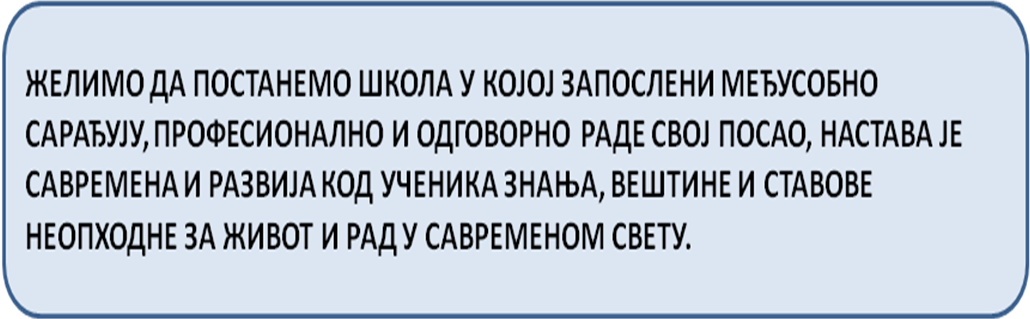 ЖЕЛИМО ДА ПОСТАНЕМО ШКОЛА У КОЈОЈ ЗАПОСЛЕНИ МЕЂУСОБНО
САРАЂУЈУ, ПРОФЕСИОНАЛНО И ОДГОВОРНО РАДЕ СВОЈ ПОСАО, НАСТАВА ЈЕ
САВРЕМЕНА И РАЗВИЈА КОД УЧЕНИКА ЗНАЊА, ВЕШТИНЕ И СТАВОВЕ
НЕОПХОДНЕ ЗА ЖИВОТ И РАД У САВРЕМЕНОМ СВЕТУ.